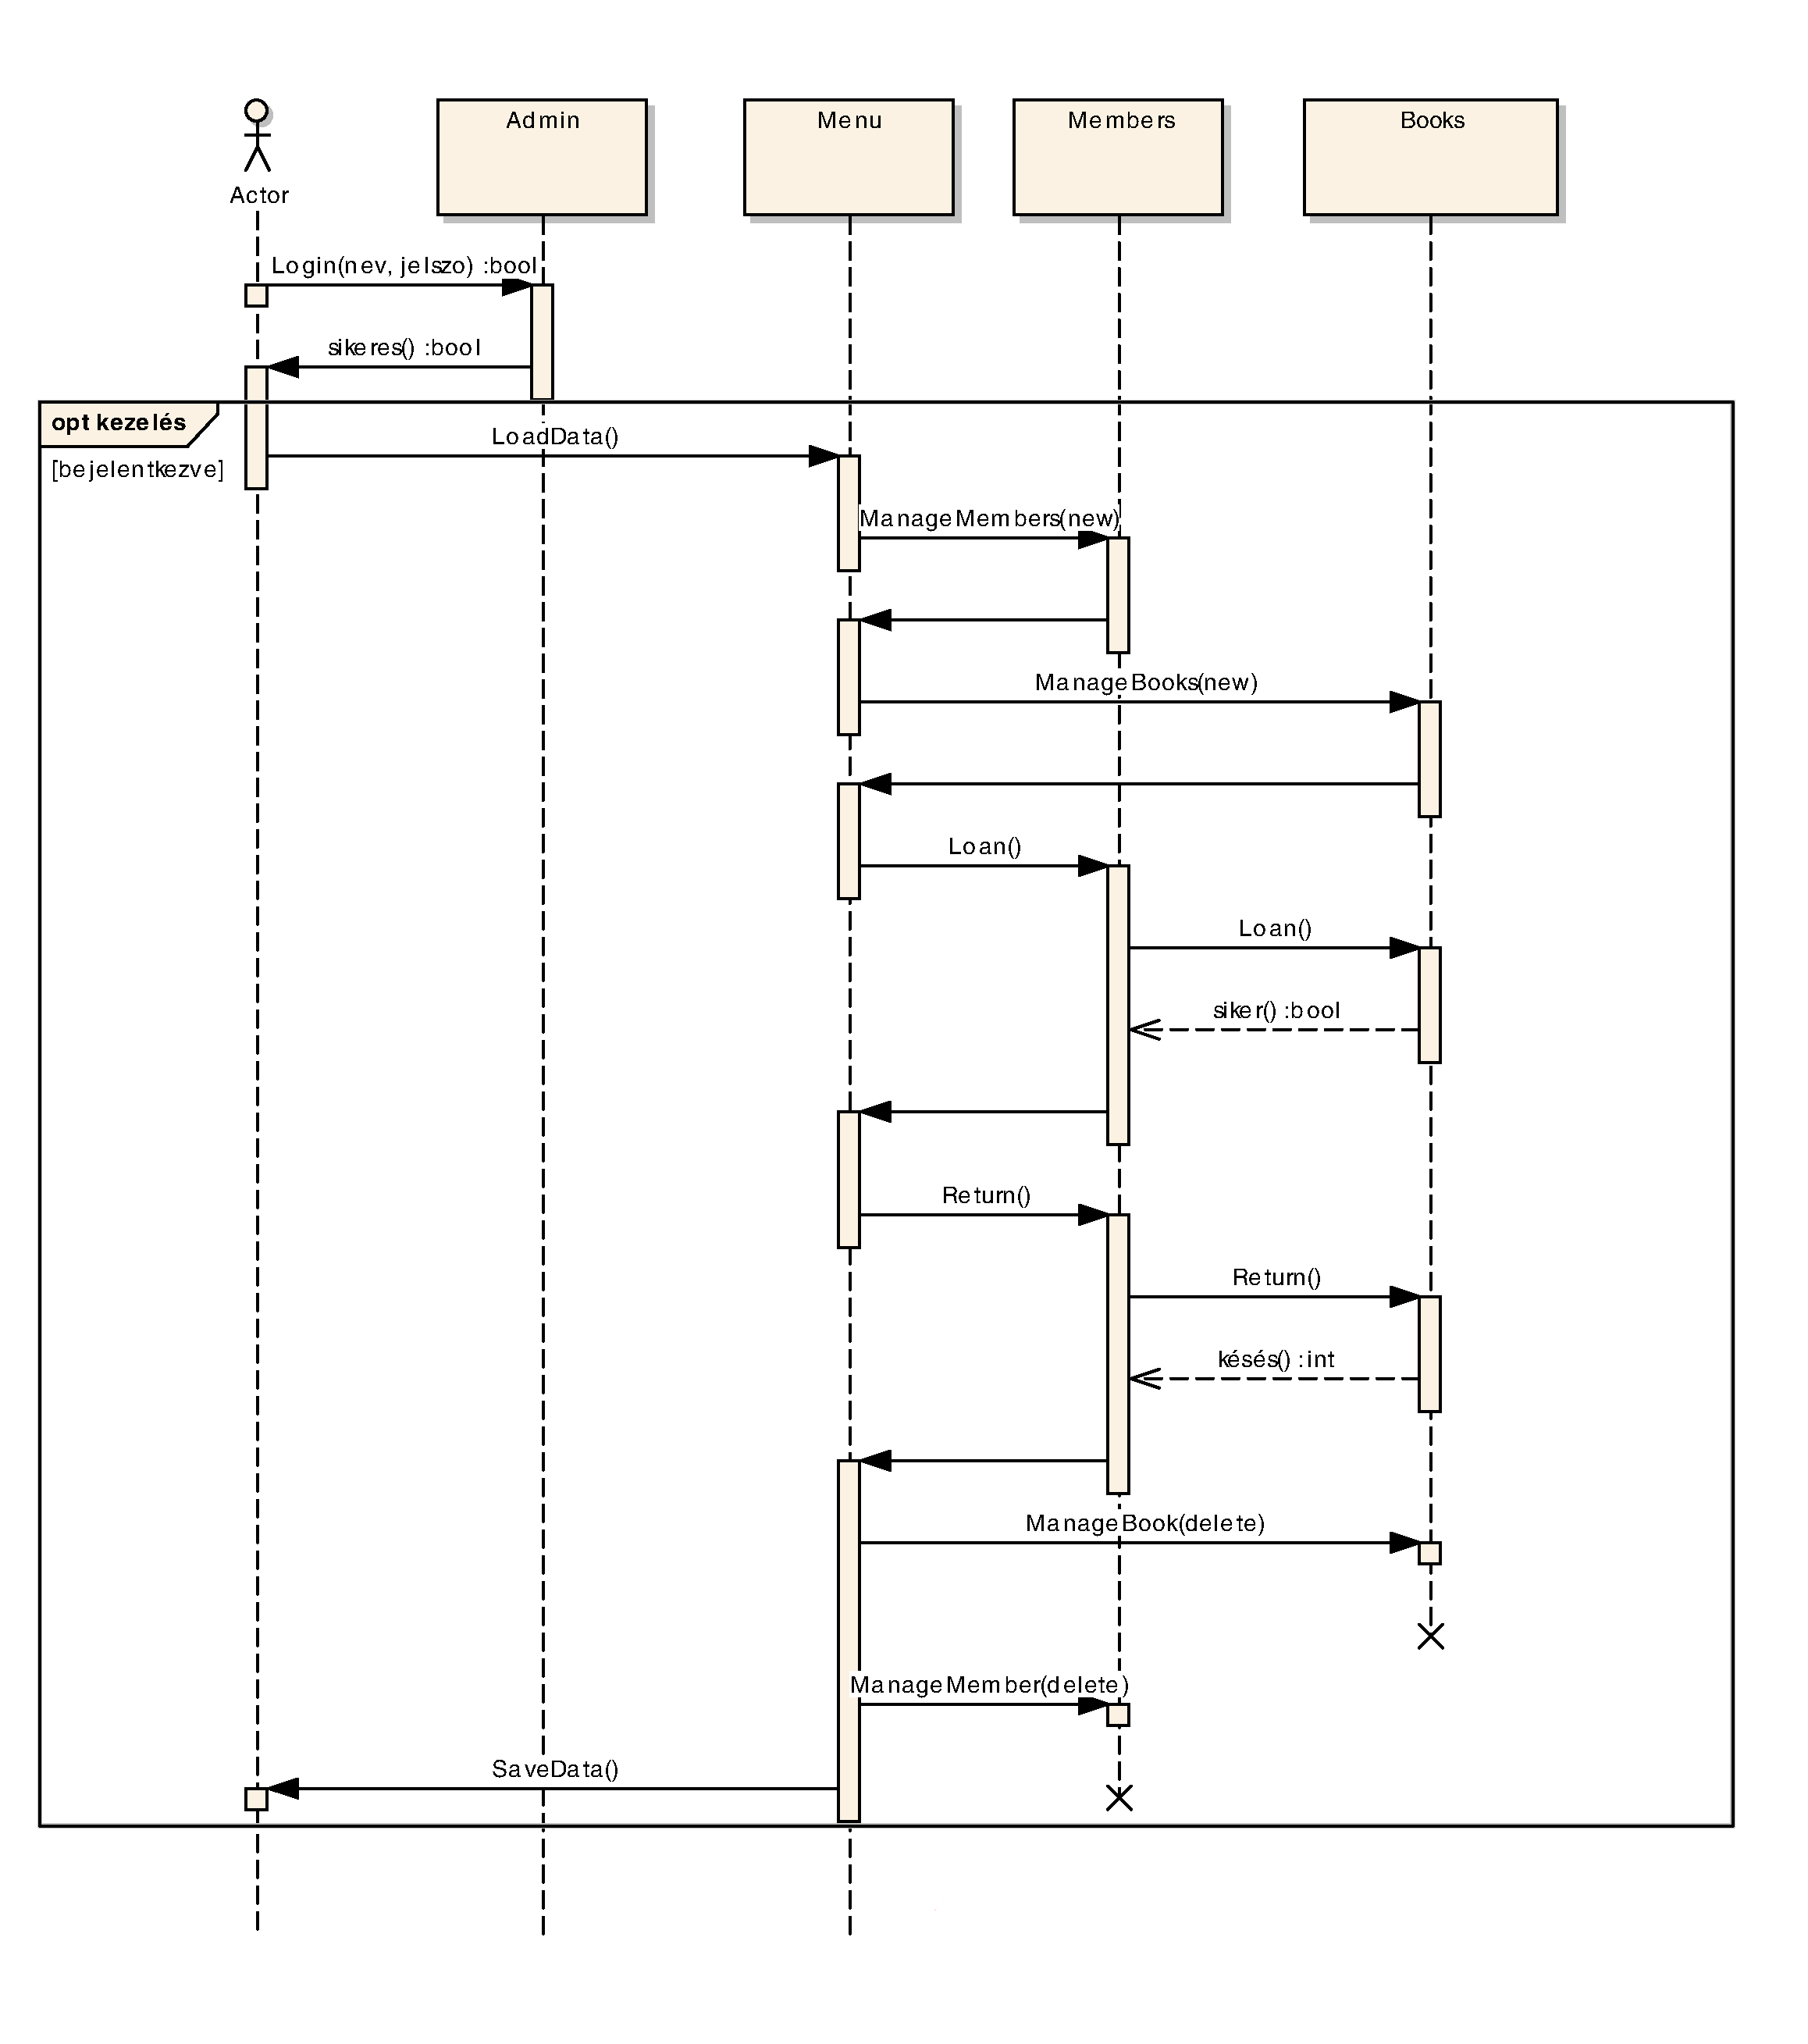 Actor
Admin
Menu
Members
Books
Login(nev, jelszo) :bool
sikeres() :bool
opt kezelés
[bejelentkezve]
LoadData()
ManageMembers(new)
ManageBooks(new)
Loan()
Loan()
siker() :bool
Return()
Return()
késés() :int
ManageBook(delete)
ManageMember(delete)
SaveData()